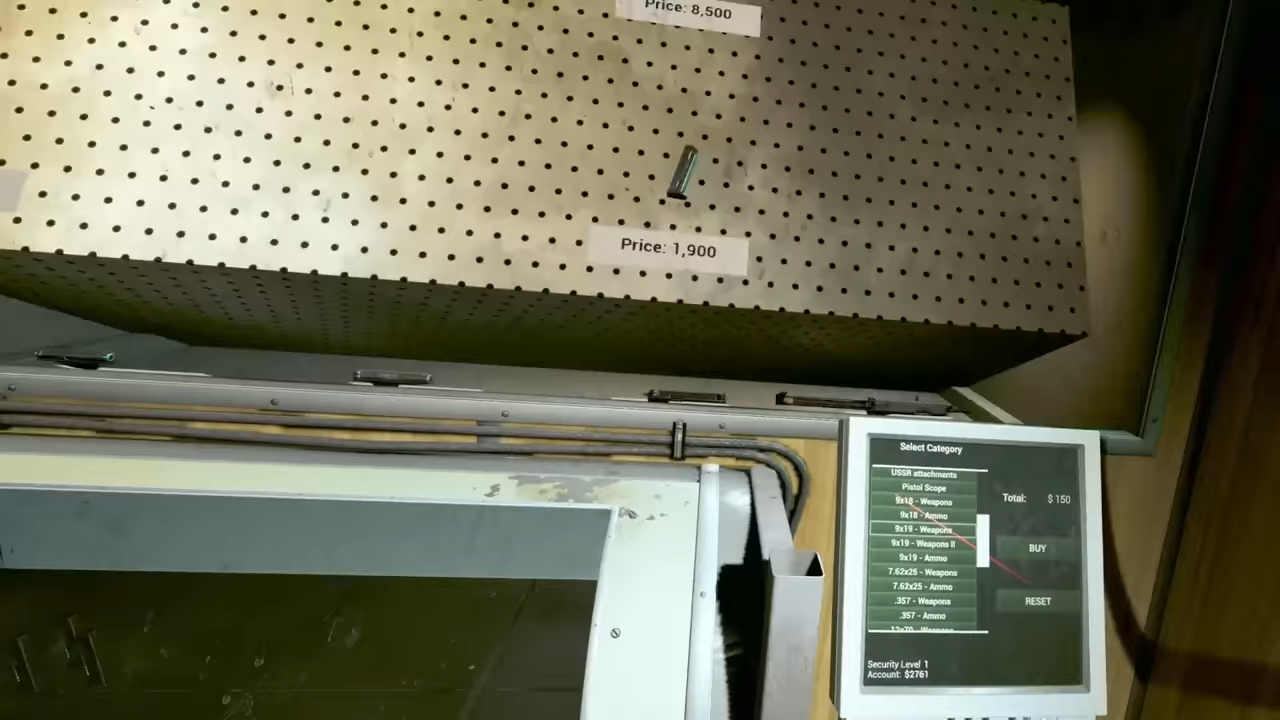 Price: 8,500
Price: 1,900
Select Category
USSR attachments
Pistol Scope
9x18 - Weapons
9x18 - Ammo
9x19 - Weapons
9x19 - Weapons II
9x19 - Ammo
7.62x25 - Weapons
7.62x25 - Ammo
.357 - Weapons
.357 - Ammo
12x70 - Weapons
Total: $ 150
BUY
RESET
Security Level 1
Account: $2761